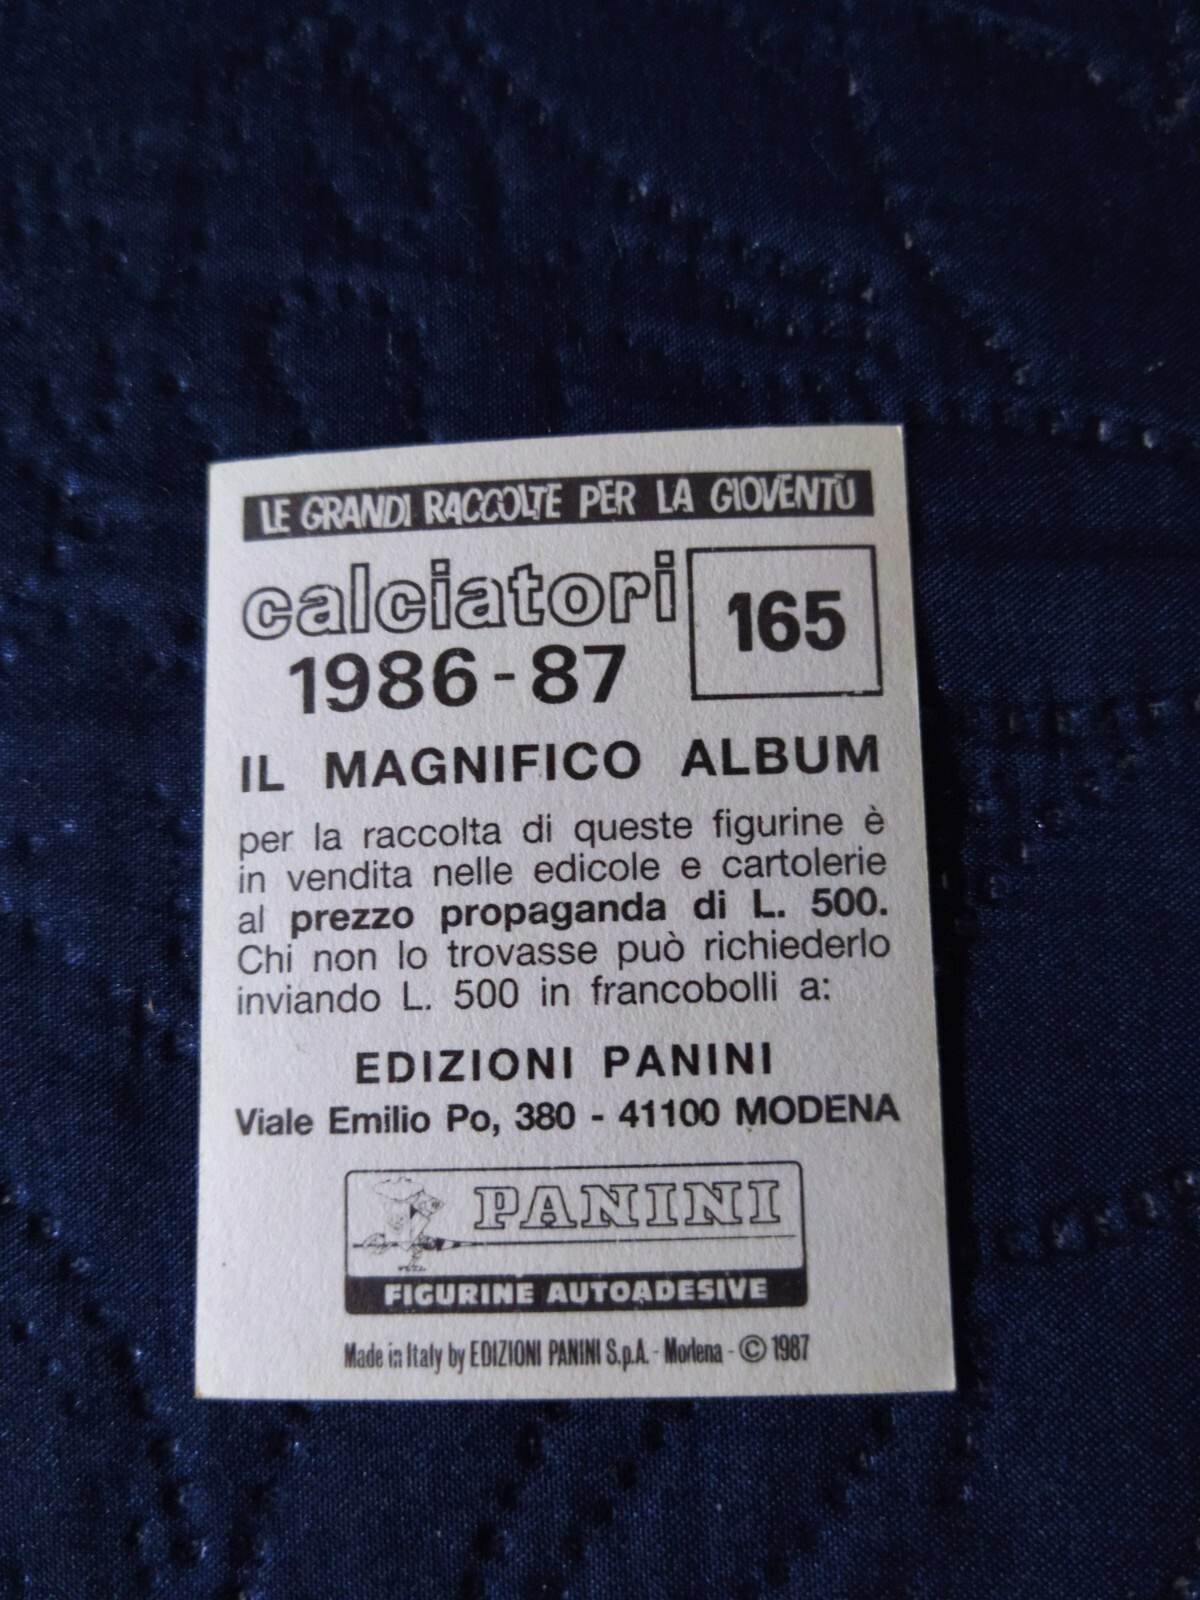 LE GRANDI RACCOLTE PER LA GIOVENTÙ
calciatori
1986-87
165
IL MAGNIFICO ALBUM
per la raccolta di queste figurine è
in vendita nelle edicole e cartolerie
al prezzo propaganda di L. 500.
Chi non lo trovasse può richiederlo
inviando L. 500 in francobolli a:
EDIZIONI PANINI
Viale Emilio Po, 380 - 41100 MODENA
PANINI
FIGURINE AUTOADESIVE
Made in Italy by EDIZIONI PANINI S.p.A. - Modena - © 1987